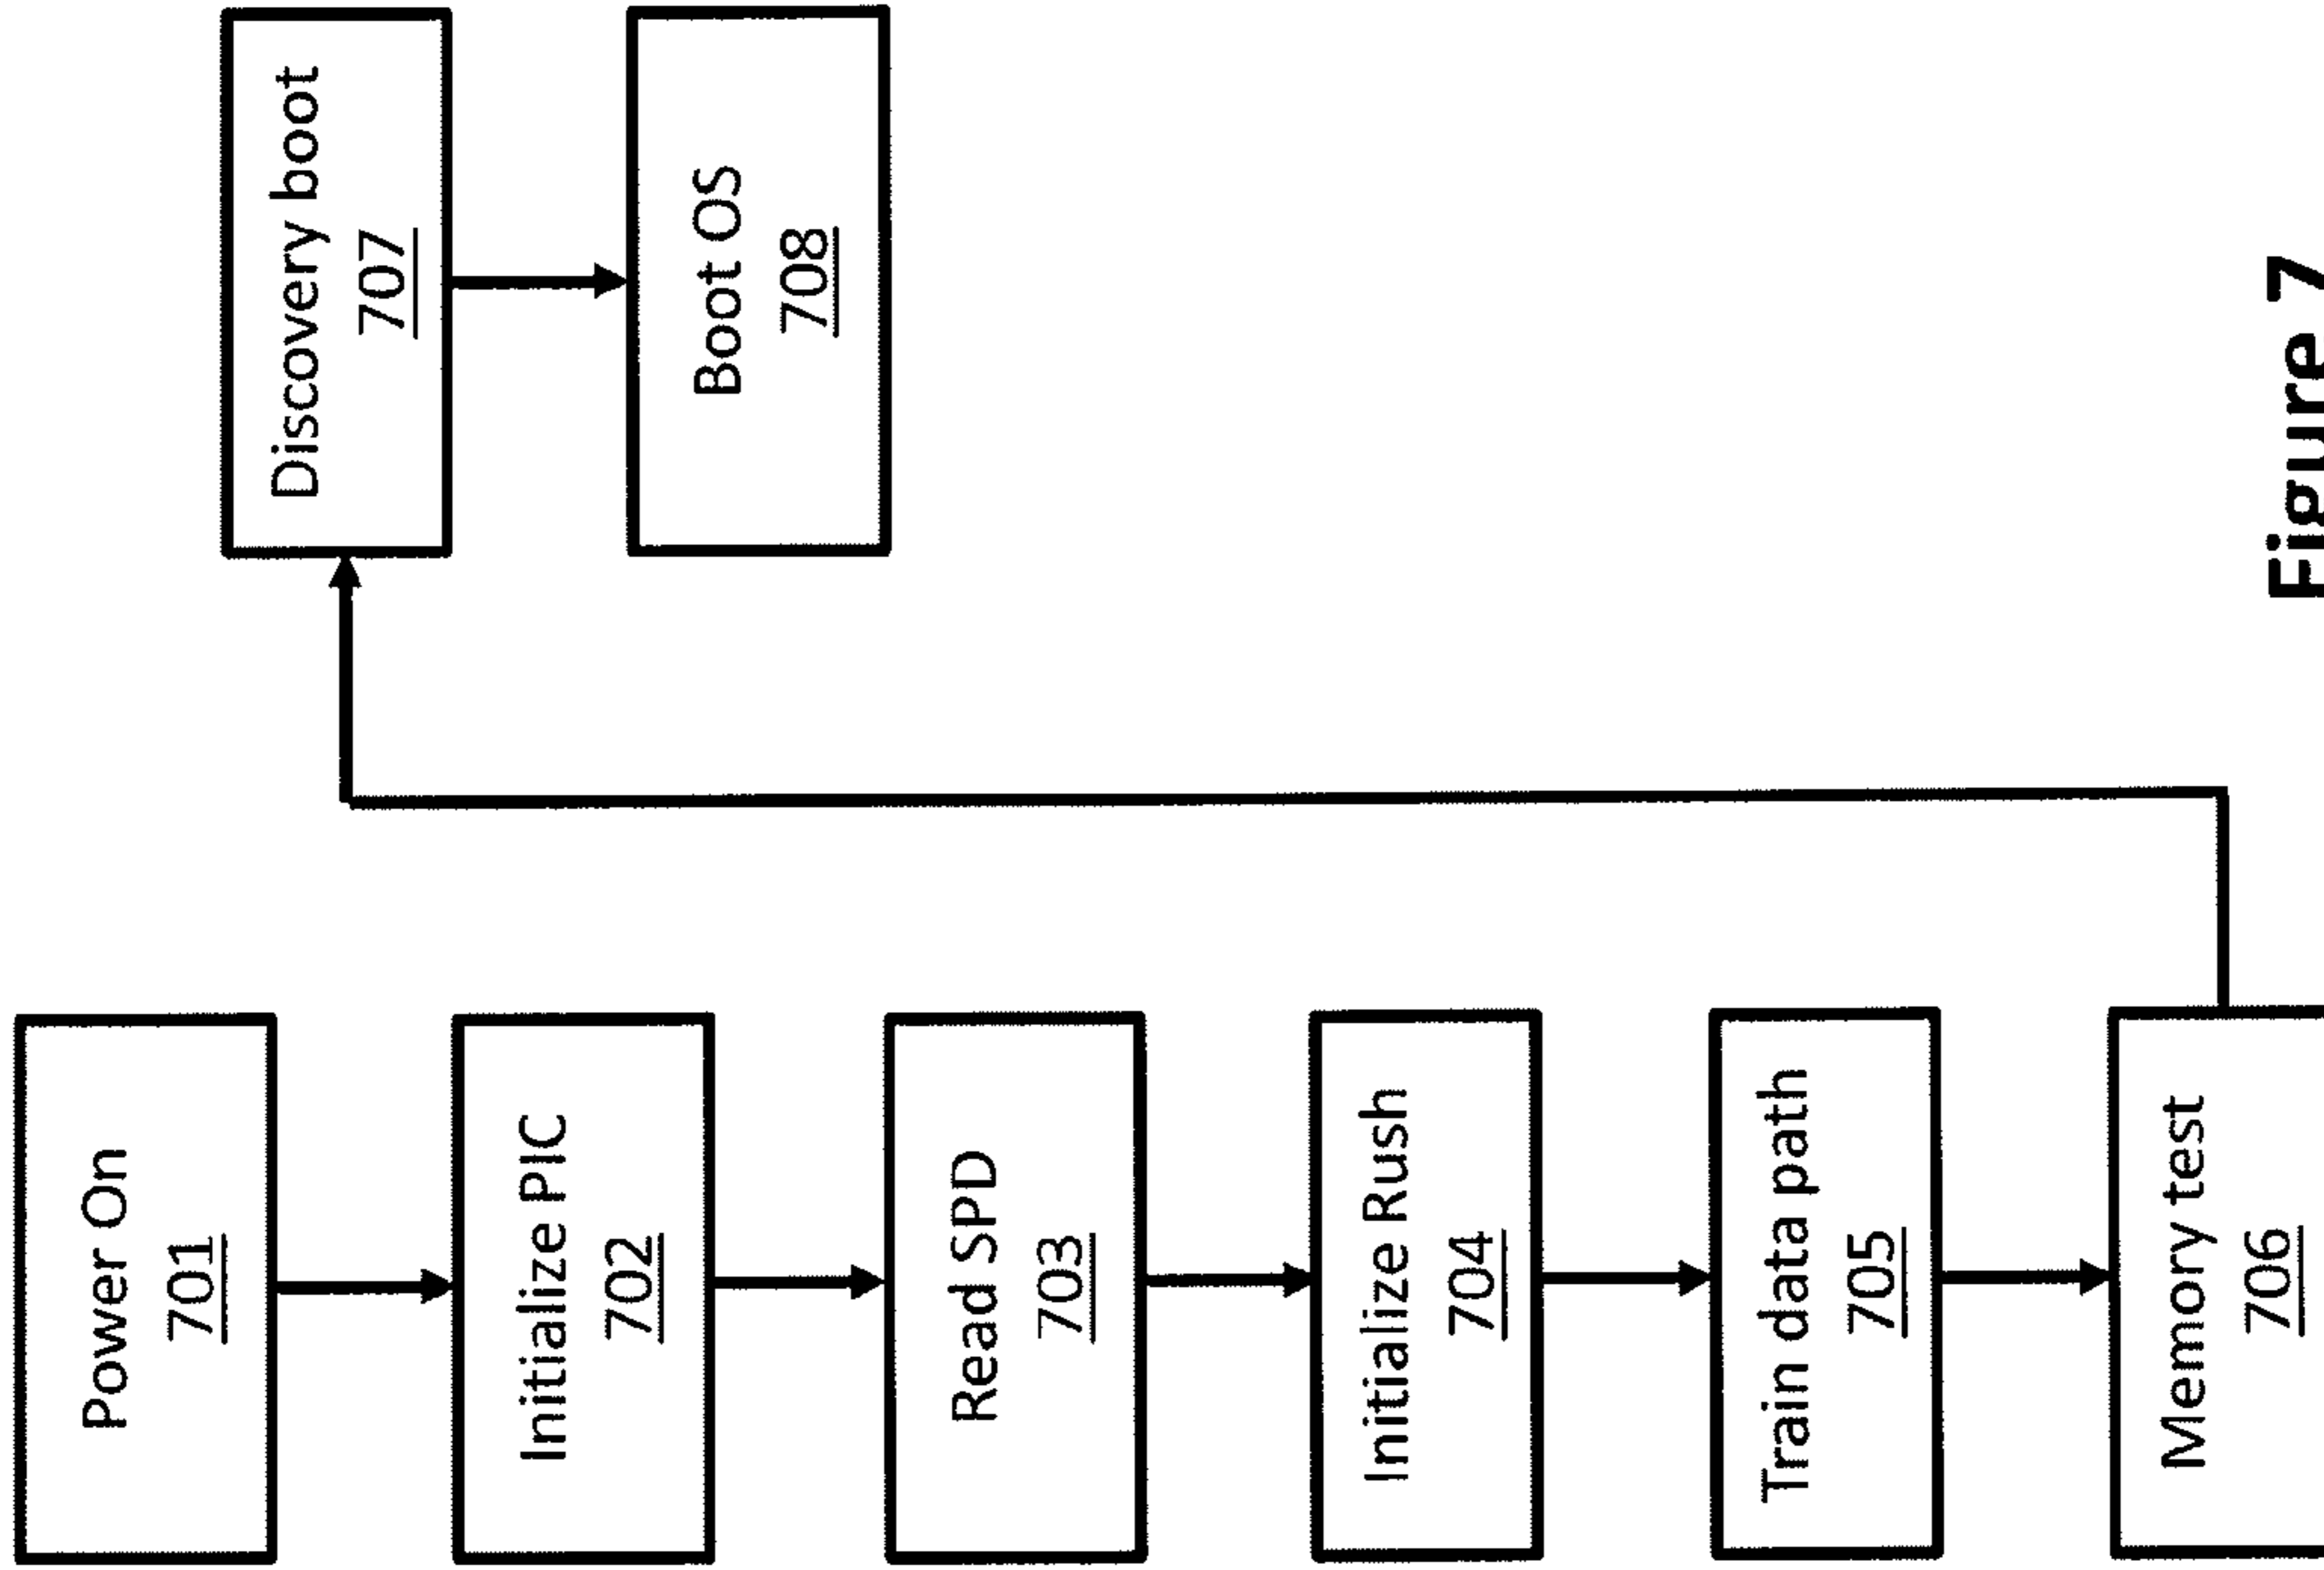 Power On
701
Initialize PIC
702
Read SPD
703
Initialize Rush
704
Train data path
705
Memory test
706
Discovery boot
707
Boot OS
708
Figure 7